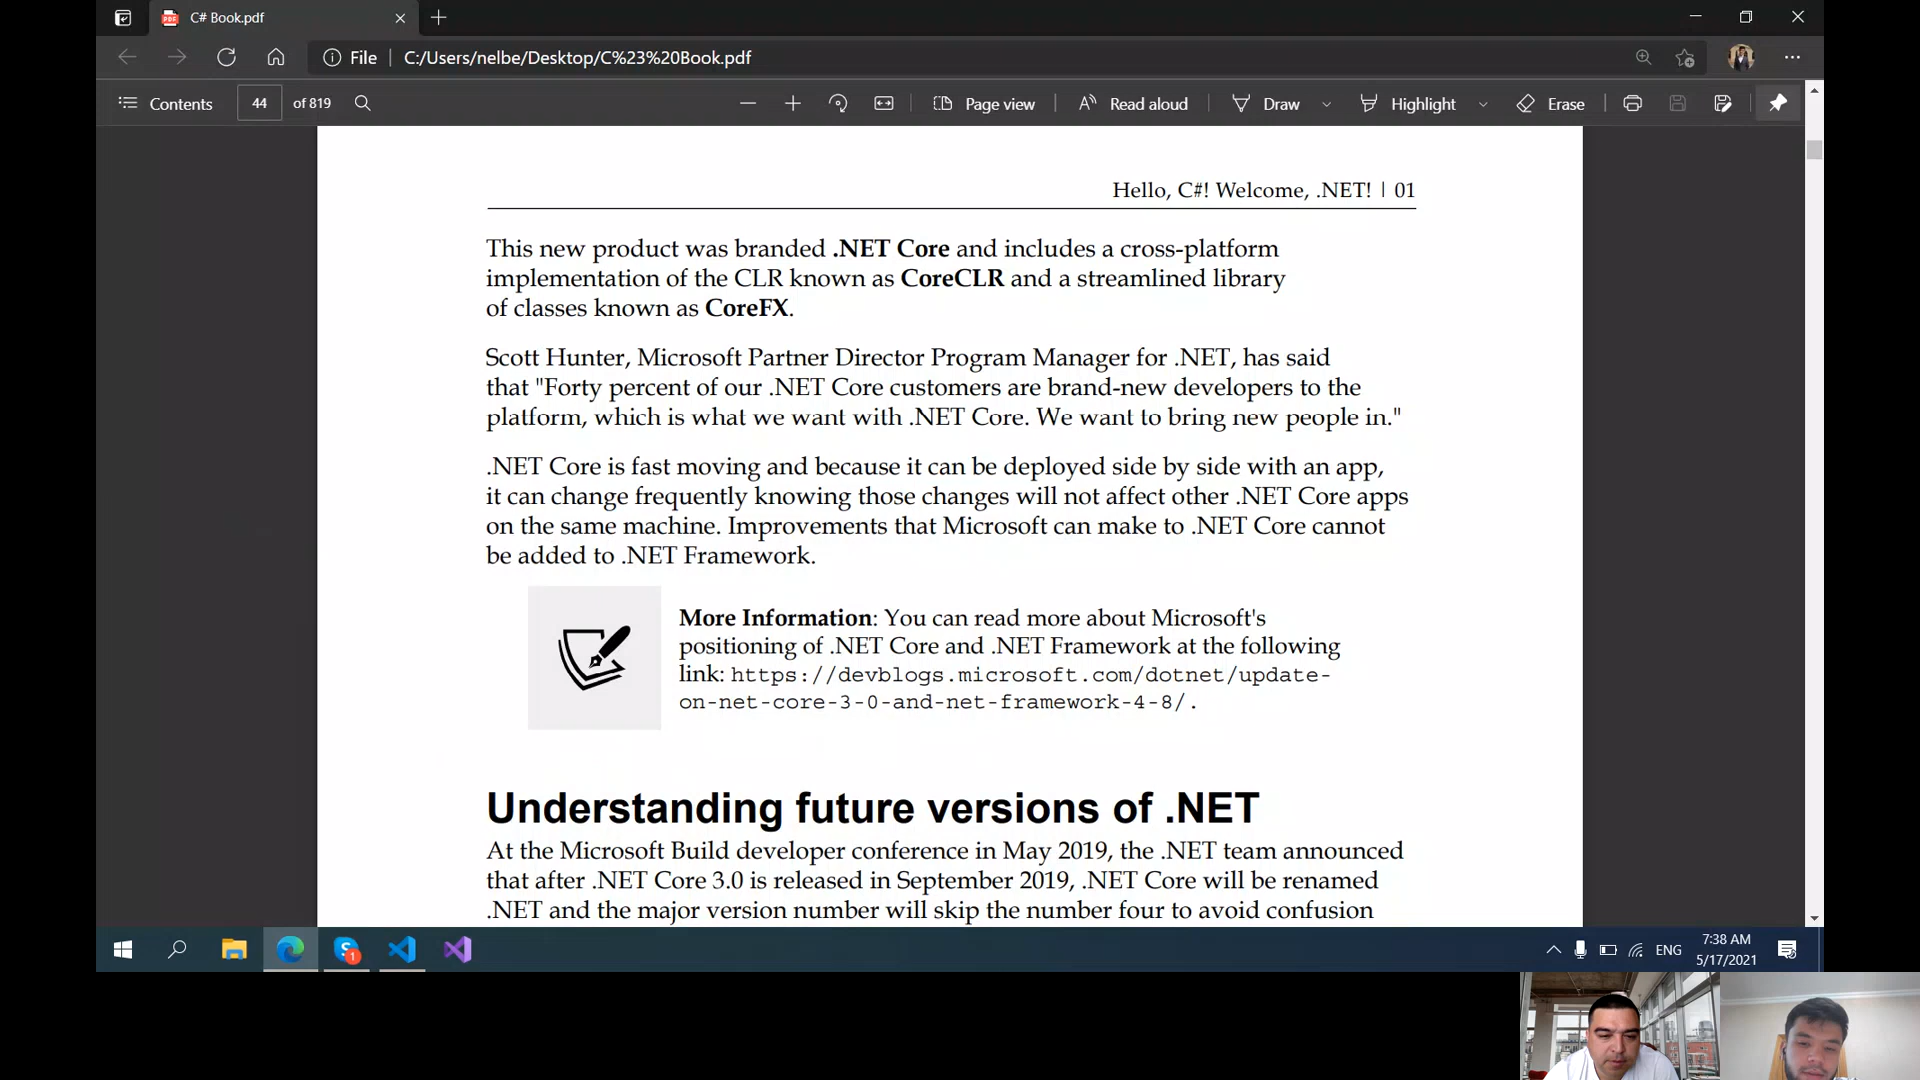 C# Book.pdf
File
C:/Users/nelbe/Desktop/C%23%20Book.pdf
Contents
44
of 819
Page view
Read aloud
Draw
Highlight
Erase
Hello, C#! Welcome, .NET! | 01
This new product was branded .NET Core and includes a cross-platform
implementation of the CLR known as CoreCLR and a streamlined library
of classes known as CoreFX.
Scott Hunter, Microsoft Partner Director Program Manager for .NET, has said
that "Forty percent of our .NET Core customers are brand-new developers to the
platform, which is what we want with .NET Core. We want to bring new people in."
.NET Core is fast moving and because it can be deployed side by side with an app,
it can change frequently knowing those changes will not affect other .NET Core apps
on the same machine. Improvements that Microsoft can make to .NET Core cannot
be added to .NET Framework.
More Information: You can read more about Microsoft's
positioning of .NET Core and .NET Framework at the following
link: https://devblogs.microsoft.com/dotnet/update-
on-net-core-3-0-and-net-framework-4-8/.
Understanding future versions of .NET
At the Microsoft Build developer conference in May 2019, the .NET team announced
that after .NET Core 3.0 is released in September 2019, .NET Core will be renamed
.NET and the major version number will skip the number four to avoid confusion
1
ENG
7:38 AM
5/17/2021